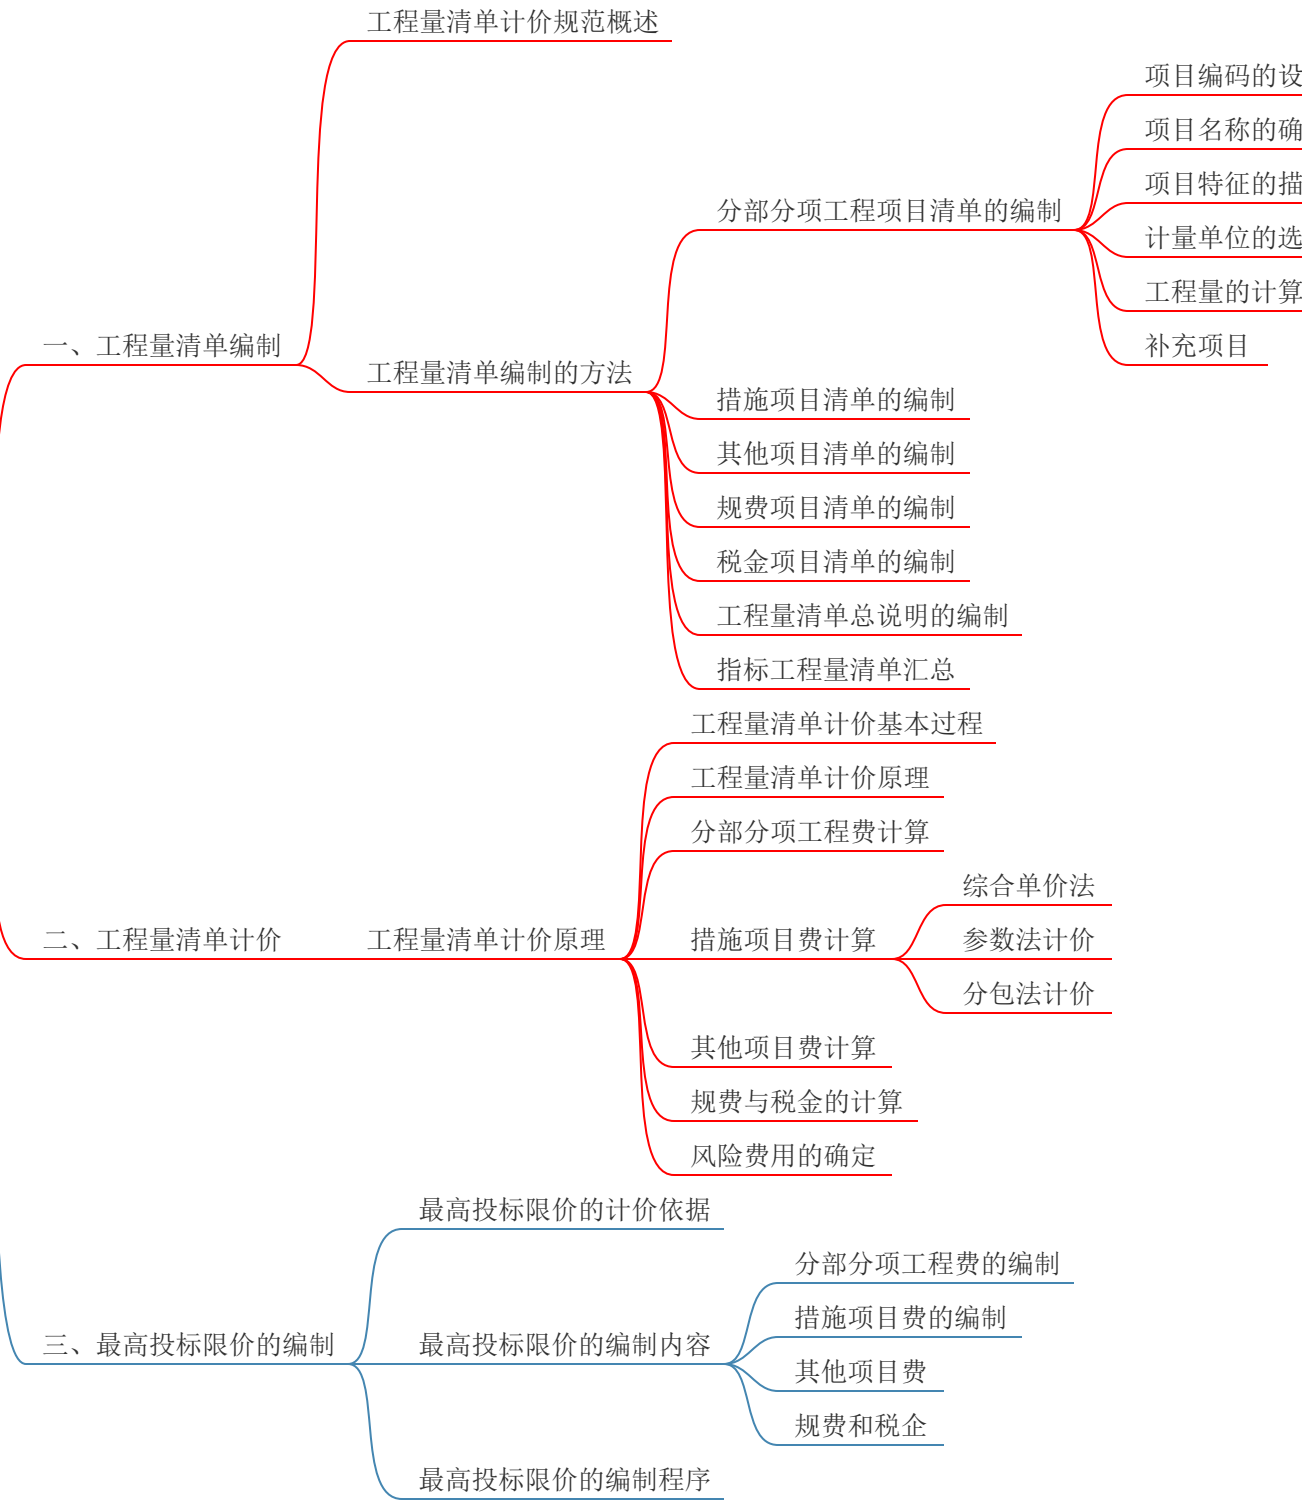 工程量清单计价规范概述
项目编码的设
项目名称的确
项目特征的描
分部分项工程项目清单的编制
计量单位的选
工程量的计算
一、工程量清单编制
补充项目
工程量清单编制的方法
措施项目清单的编制
其他项目清单的编制
规费项目清单的编制
税金项目清单的编制
工程量清单总说明的编制
指标工程量清单汇总
工程量清单计价基本过程
工程量清单计价原理
分部分项工程费计算
综合单价法
二、工程量清单计价
工程量清单计价原理
措施项目费计算
参数法计价
分包法计价
其他项目费计算
规费与税金的计算
风险费用的确定
最高投标限价的计价依据
分部分项工程费的编制
措施项目费的编制
三、最高投标限价的编制
最高投标限价的编制内容
其他项目费
规费和税企
最高投标限价的编制程序